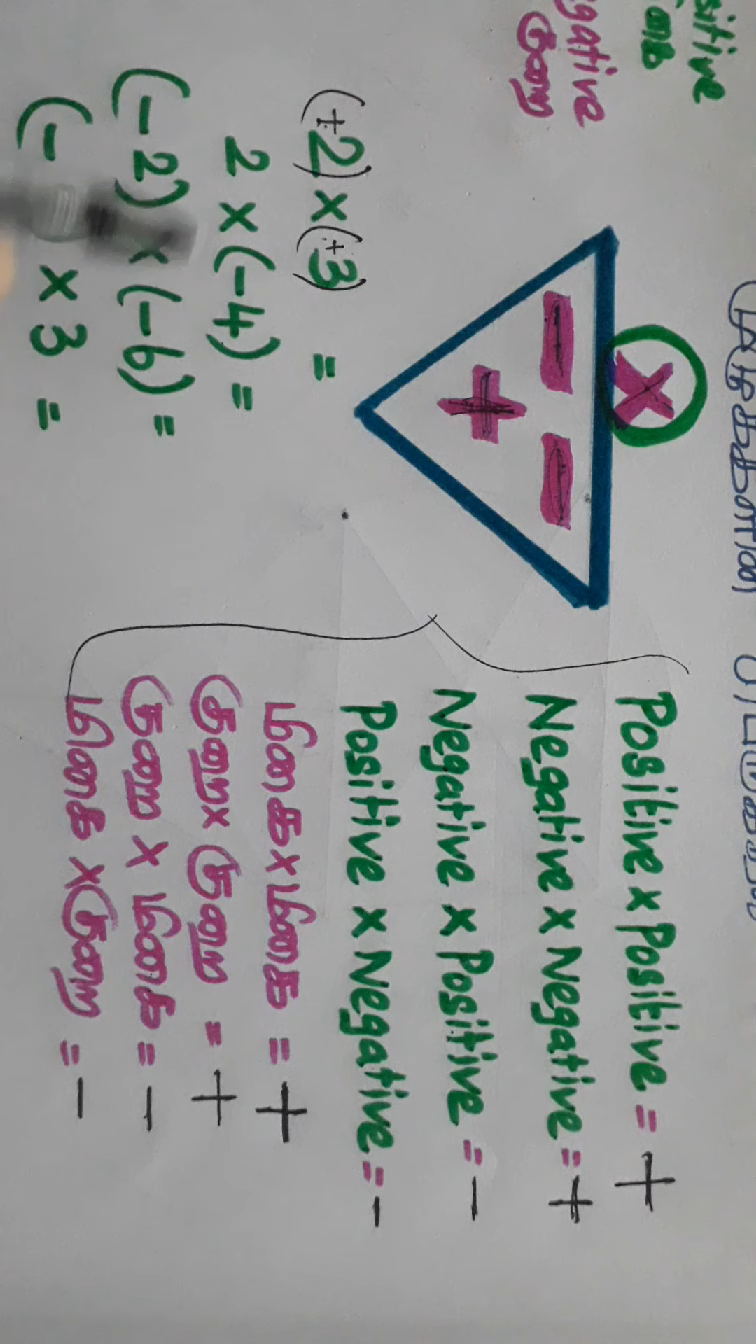 Positive x Positive = +
Negative x Negative = +
Negative x Positive = -
Positive x Negative = -
மிகை x மிகை = +
குறை x குறை = +
குறை x மிகை = -
மிகை x குறை = -
x
- -
+
(+2) x (+3) =
2 x (-4) =
(-2) x (-6) =
(- x 3 =